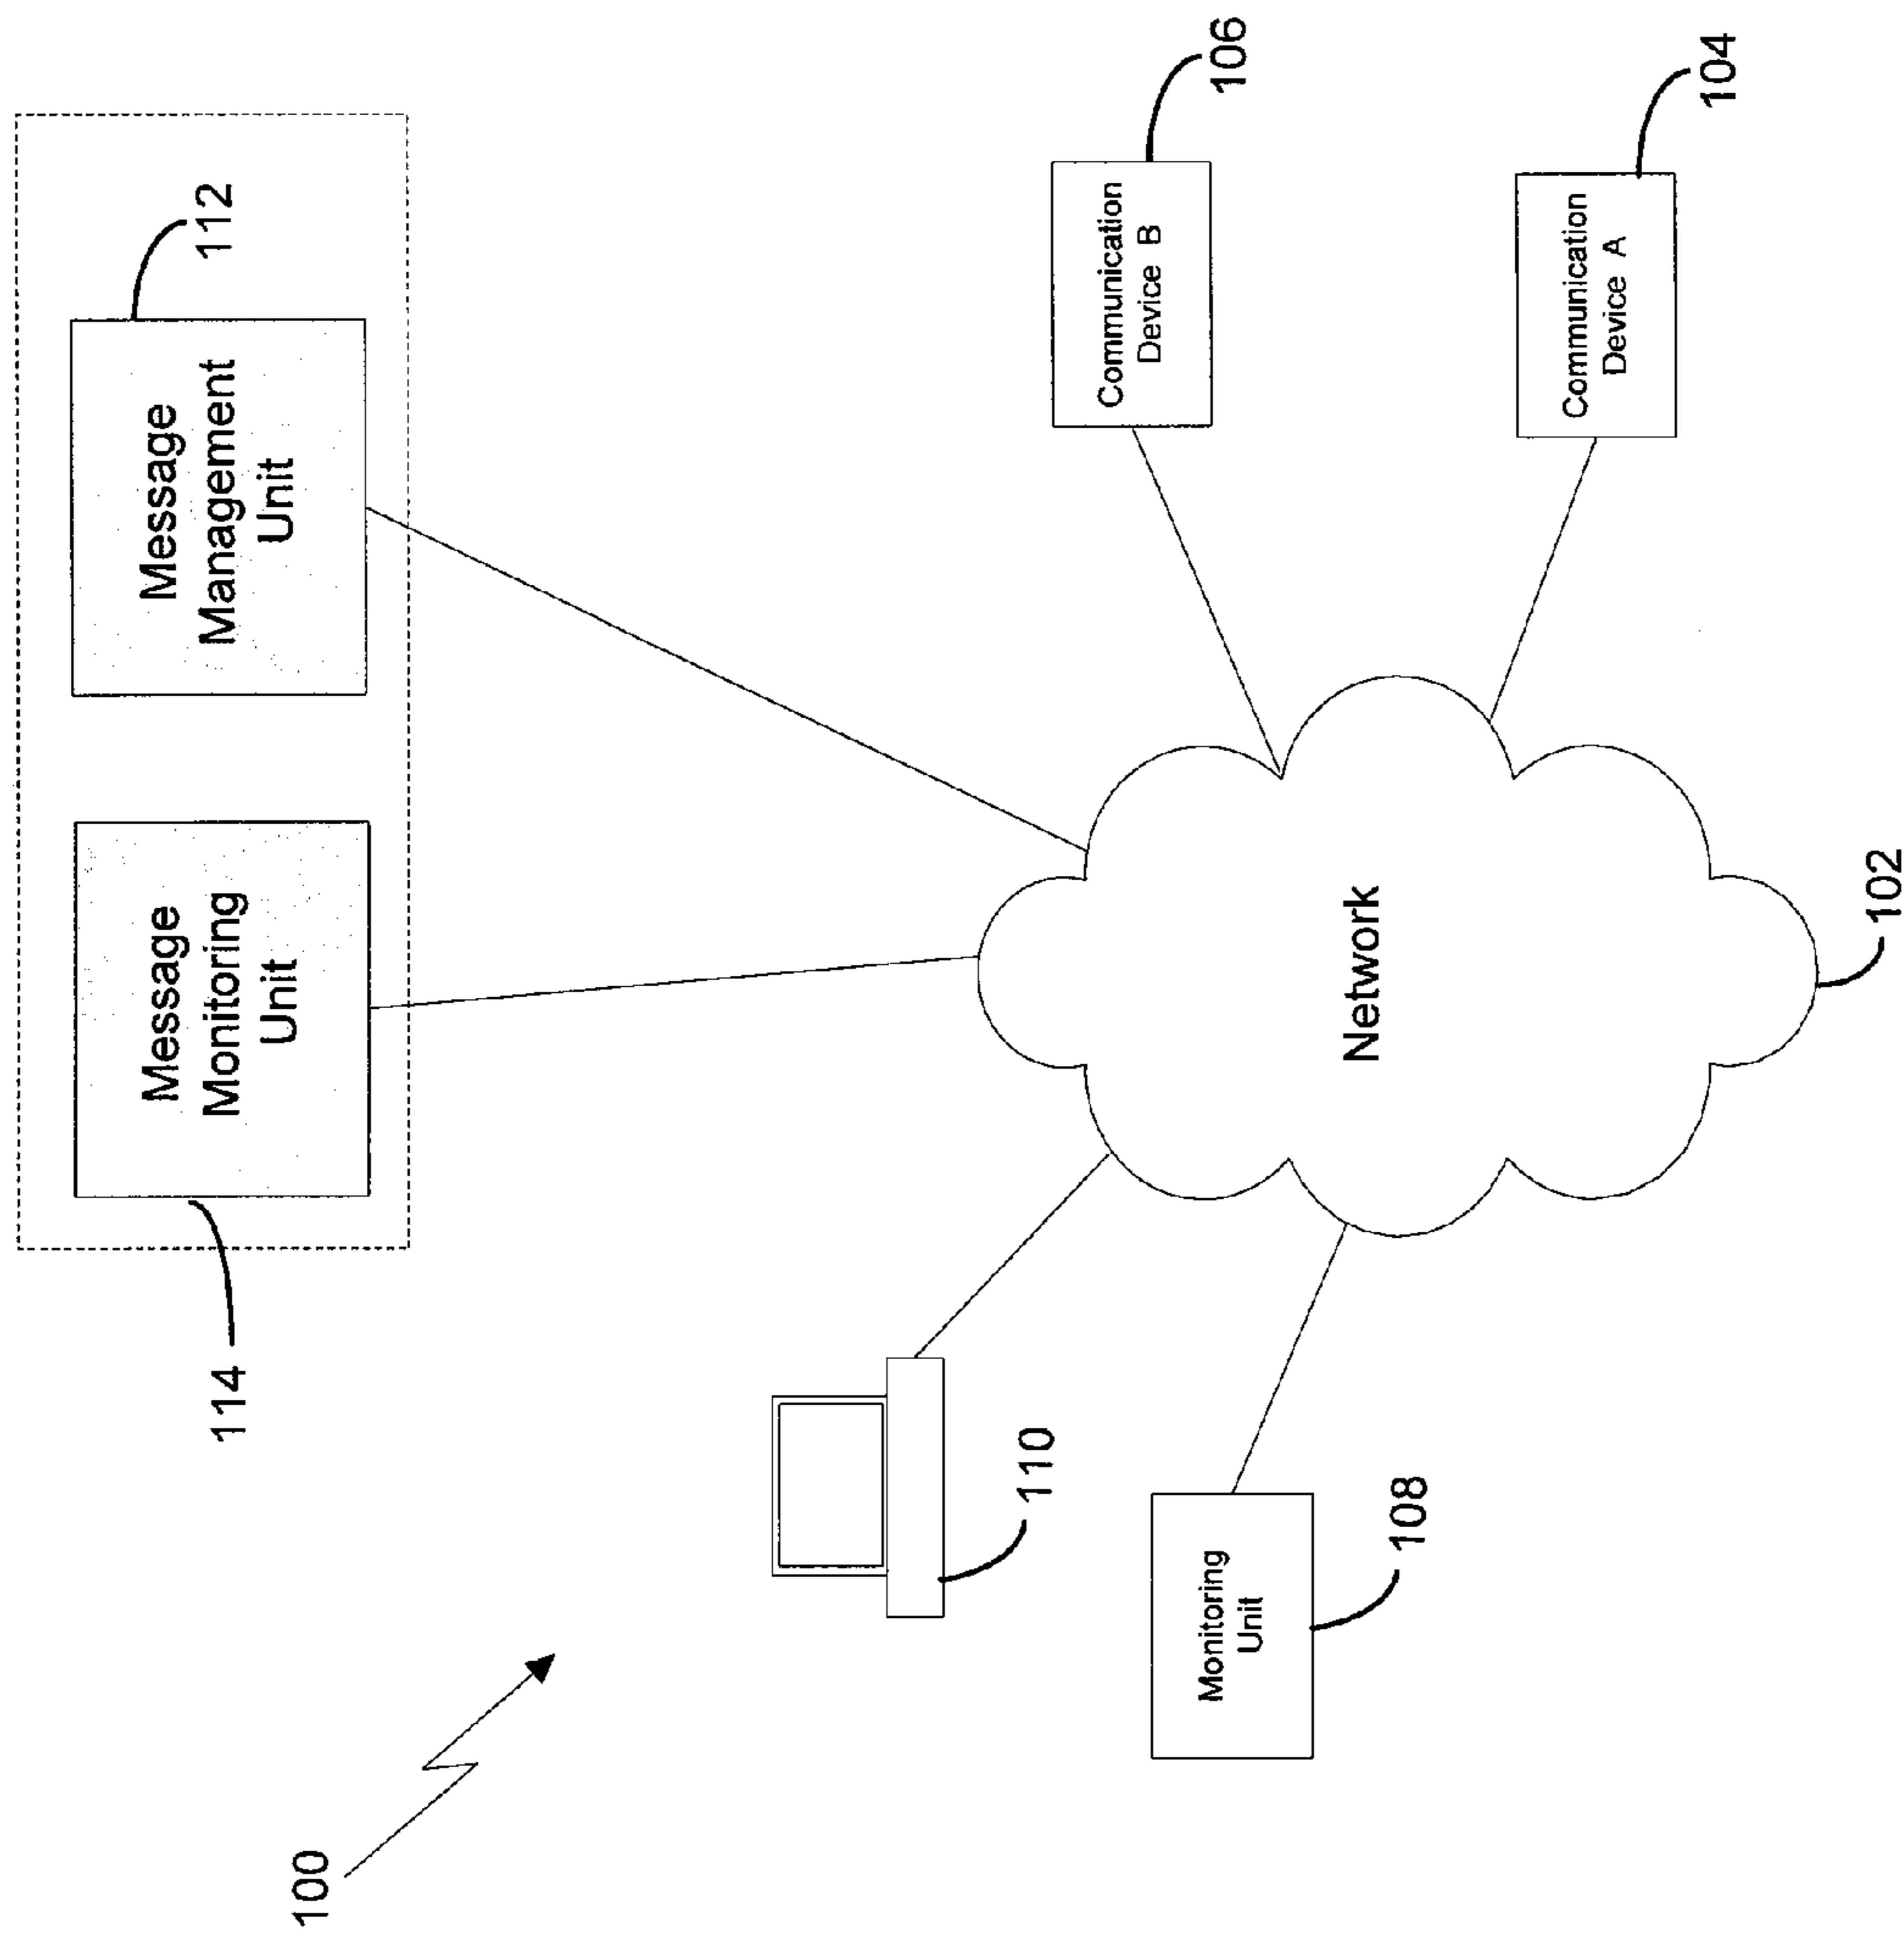 100
114
Message
Monitoring
Unit
Message
Management
Unit
112
110
Monitoring
Unit
108
Network
102
Communication
Device B
106
Communication
Device A
104